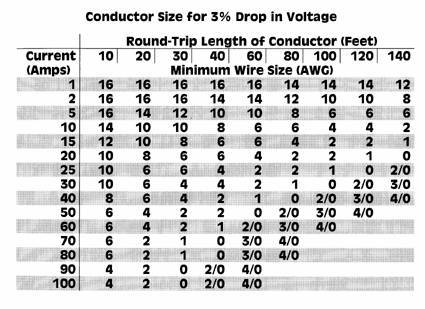 Conductor Size for 3% Drop in Voltage
Round-Trip Length of Conductor (Feet)
Current 10 20 30 40 60 80 100 120 140
(Amps) Minimum Wire Size (AWG)
1 16 16 16 16 16 14 14 14 12
2 16 16 16 14 14 12 10 10 8
5 16 14 12 10 10 8 6 6 6
10 14 10 10 8 6 6 4 4 2
15 12 10 8 6 6 4 2 2 1
20 10 8 6 6 4 2 2 1 0
25 10 6 6 4 2 2 1 0 2/0
30 10 6 4 4 2 1 0 2/0 3/0
40 8 6 4 2 1 0 2/0 3/0 4/0
50 6 4 2 2 0 2/0 3/0 4/0
60 6 4 2 1 2/0 3/0 4/0
70 6 2 1 0 3/0 4/0
80 6 2 1 0 3/0 4/0
90 4 2 0 2/0 4/0
100 4 2 0 2/0 4/0